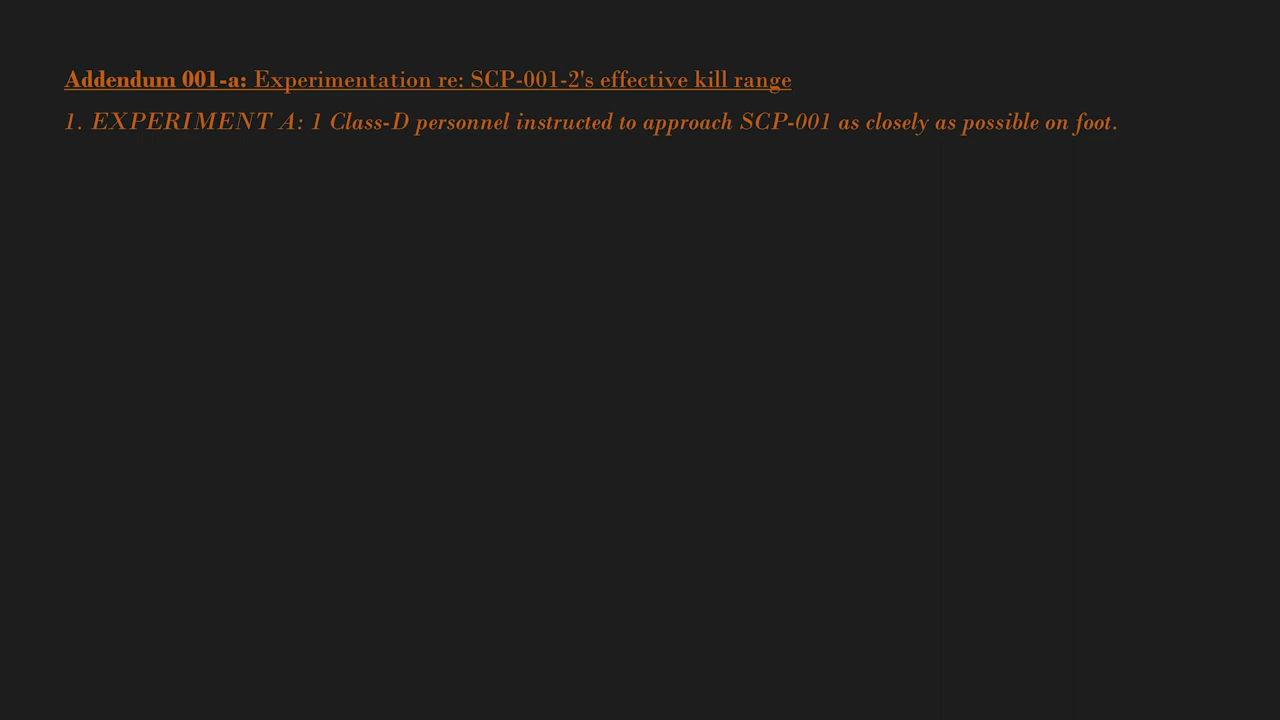 Addendum 001-a: Experimentation re: SCP-001-2's effective kill range
1. EXPERIMENT A: 1 Class-D personnel instructed to approach SCP-001 as closely as possible on foot.